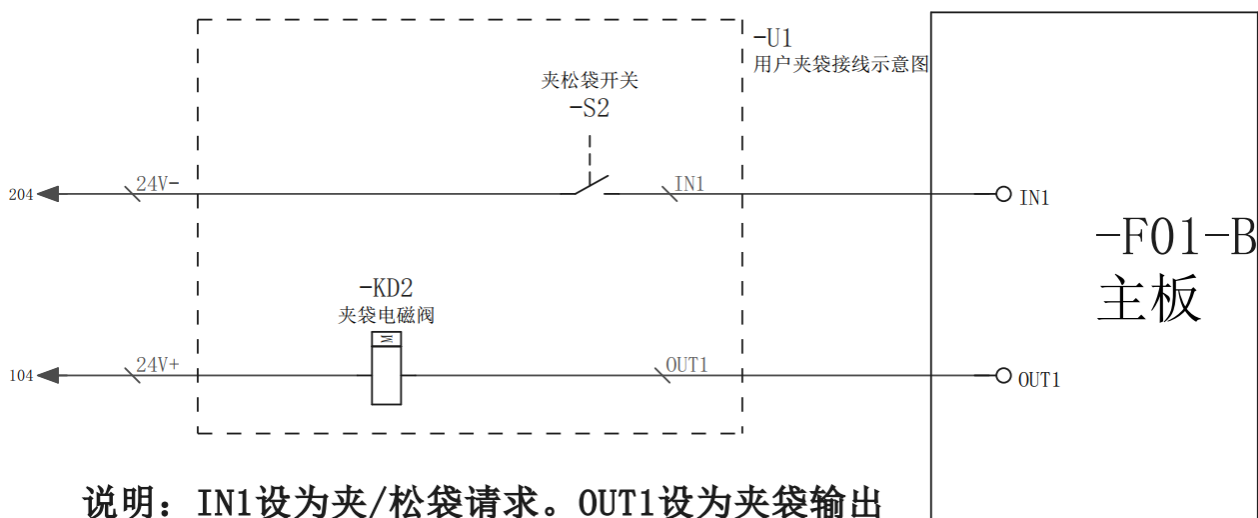 -U1
用户夹袋接线示意图
夹松袋开关
-S2
204
24V-
IN1
IN1
-F01-B
主板
-KD2
夹袋电磁阀
M
104
24V+
OUT1
OUT1
说明：IN1设为夹/松袋请求。OUT1设为夹袋输出